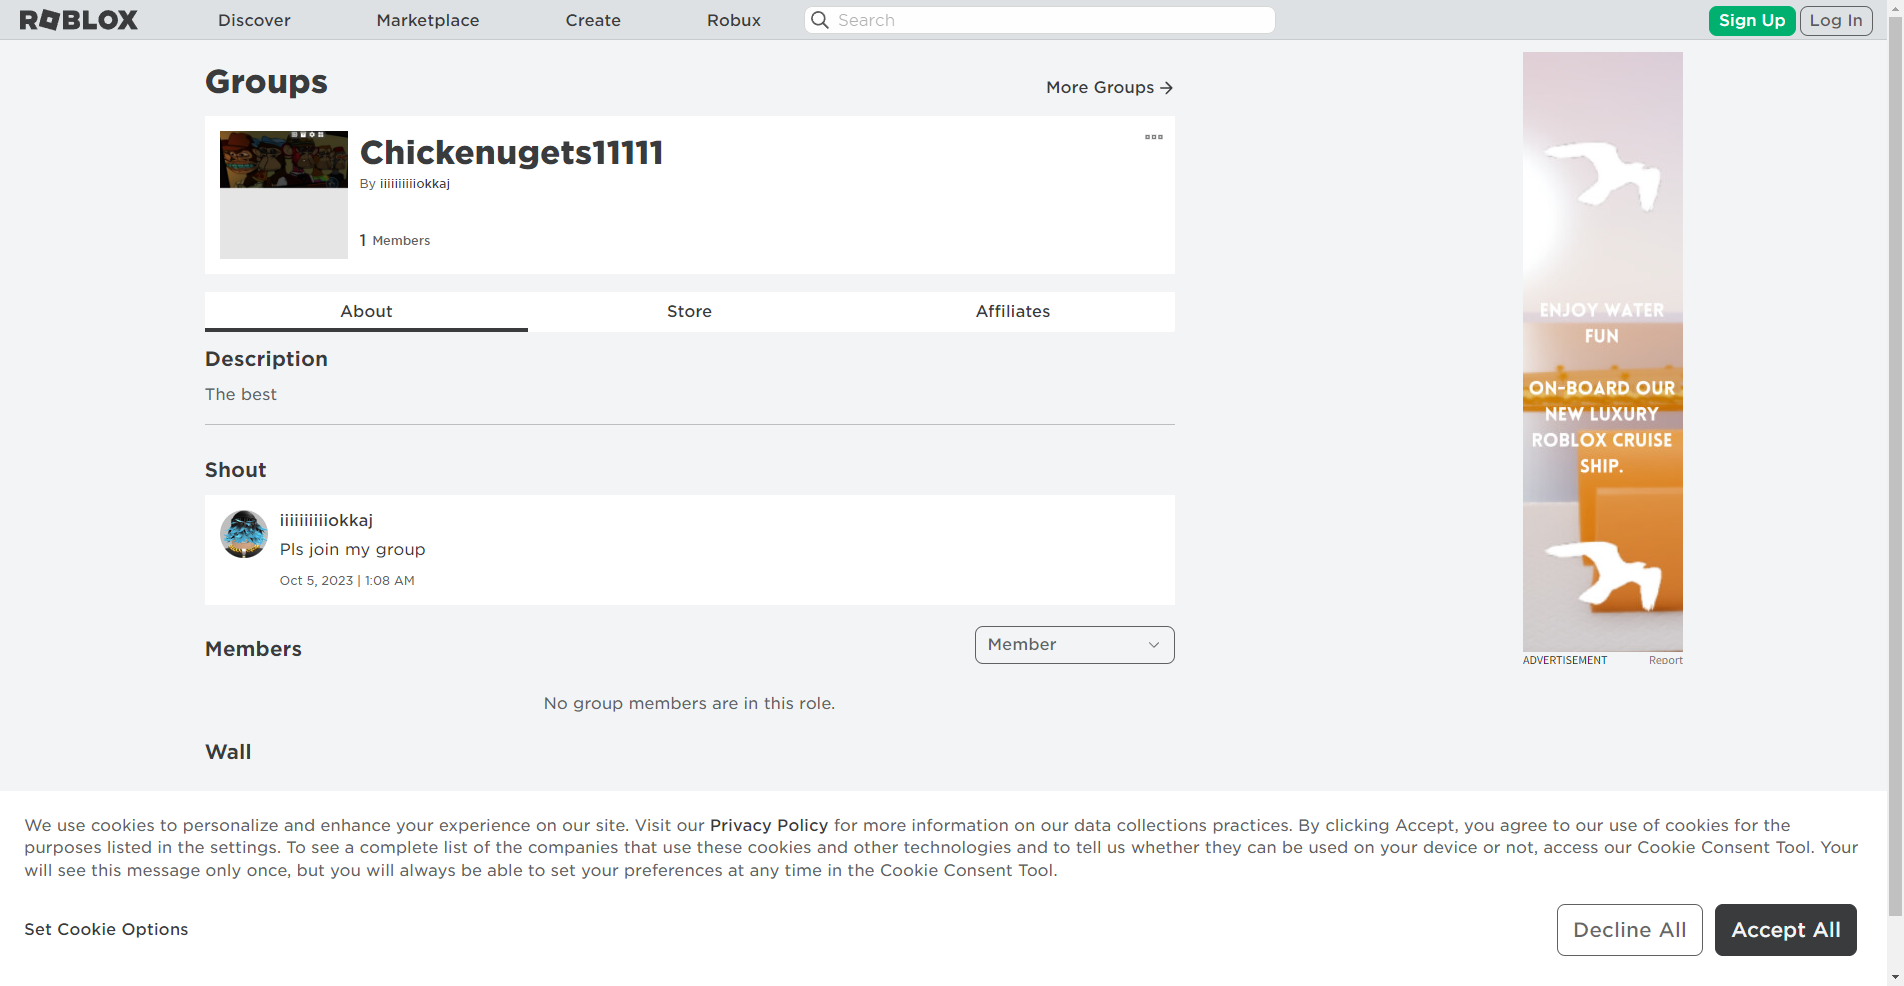 ROBLOX
Discover
Marketplace
Create
Robux
Search
Sign Up
Log In
Groups
More Groups
Chickenugets11111
By iiiiiiiiiiokkaj
1 Members
About
Store
Affiliates
Description
The best
Shout
iiiiiiiiiiokkaj
Pls join my group
Oct 5, 2023 | 1:08 AM
Members
Member
No group members are in this role.
Wall
ENJOY WATER
FUN
ON-BOARD OUR
NEW LUXURY
ROBLOX CRUISE
SHIP.
ADVERTISEMENT
Report
We use cookies to personalize and enhance your experience on our site. Visit our Privacy Policy for more information on our data collections practices. By clicking Accept, you agree to our use of cookies for the
purposes listed in the settings. To see a complete list of the companies that use these cookies and other technologies and to tell us whether they can be used on your device or not, access our Cookie Consent Tool. Your
will see this message only once, but you will always be able to set your preferences at any time in the Cookie Consent Tool.
Set Cookie Options
Decline All
Accept All